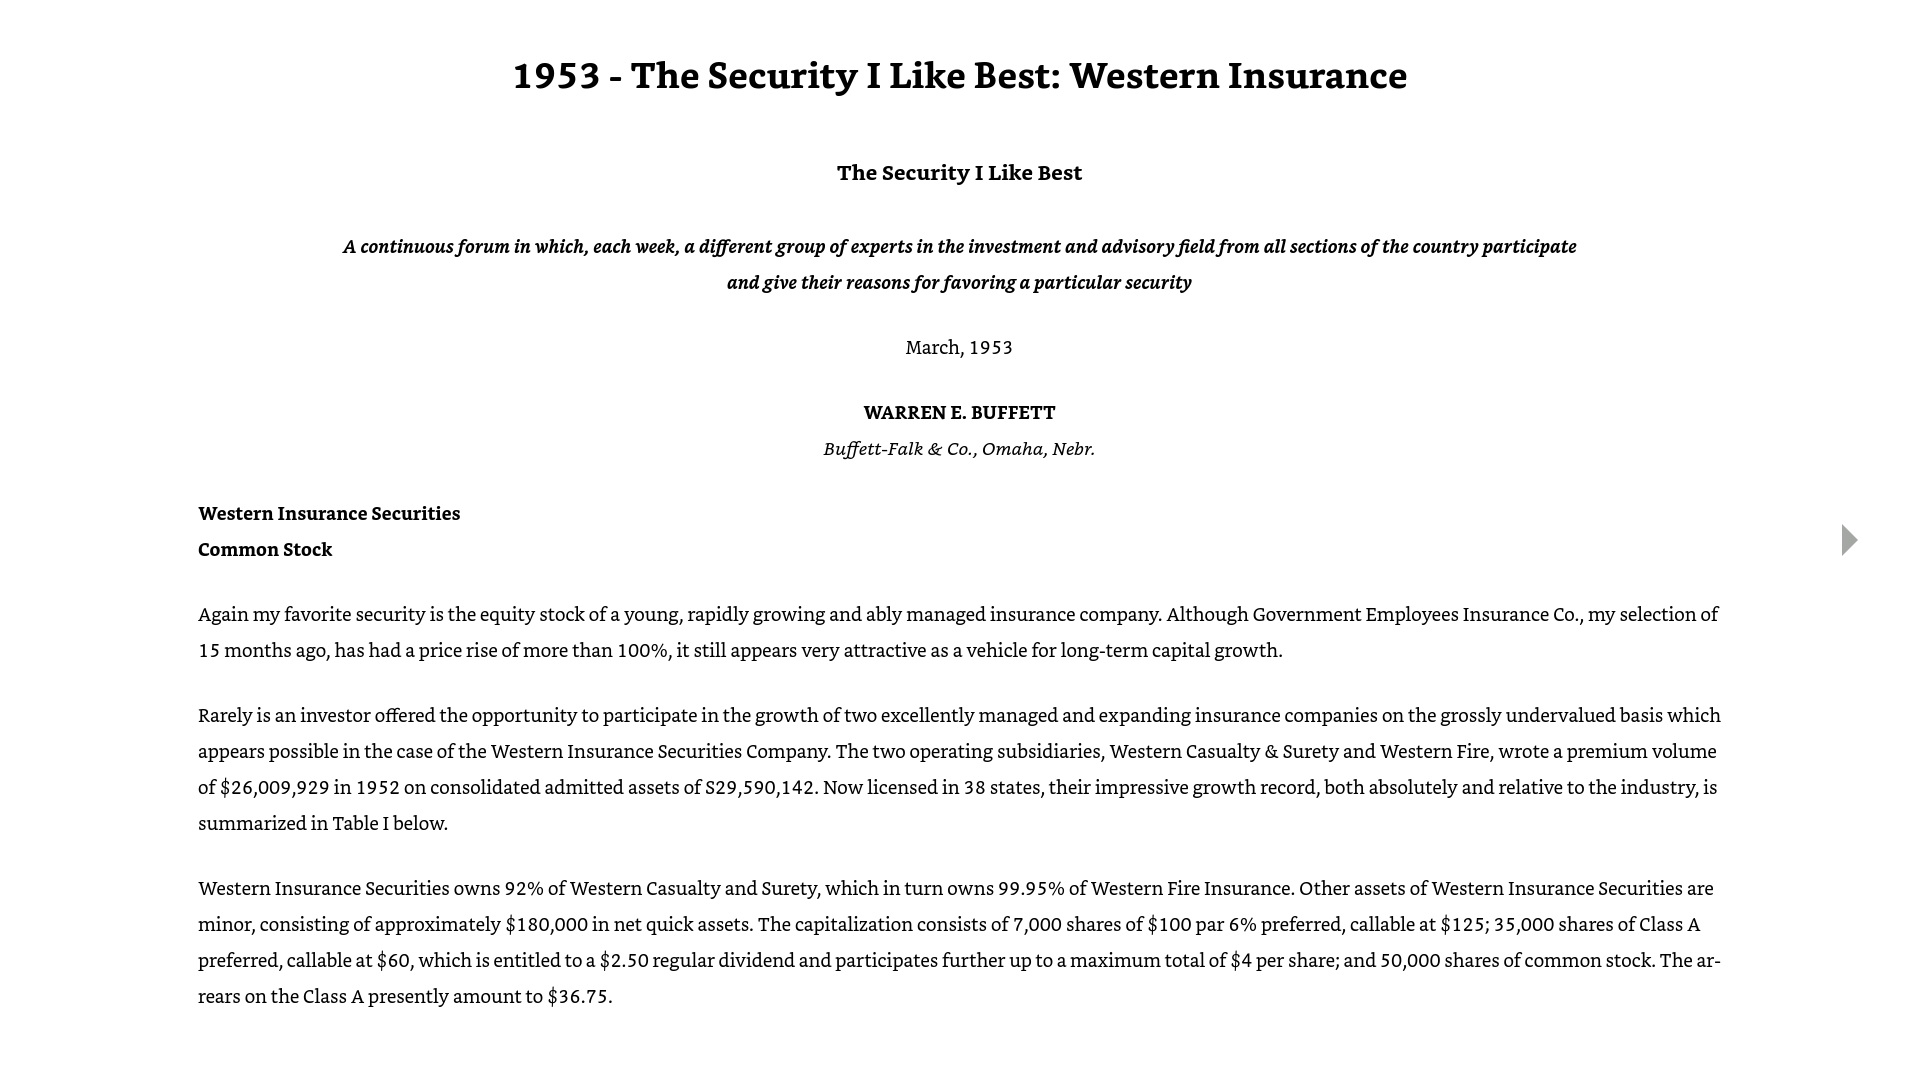 1953 - The Security I Like Best: Western Insurance
The Security I Like Best
A continuous forum in which, each week, a different group of experts in the investment and advisory field from all sections of the country participate
and give their reasons for favoring a particular security
March, 1953
WARREN E. BUFFETT
Buffett-Falk & Co., Omaha, Nebr.
Western Insurance Securities
Common Stock
Again my favorite security is the equity stock of a young, rapidly growing and ably managed insurance company. Although Government Employees Insurance Co., my selection of
15 months ago, has had a price rise of more than 100%, it still appears very attractive as a vehicle for long-term capital growth.
Rarely is an investor offered the opportunity to participate in the growth of two excellently managed and expanding insurance companies on the grossly undervalued basis which
appears possible in the case of the Western Insurance Securities Company. The two operating subsidiaries, Western Casualty & Surety and Western Fire, wrote a premium volume
of $26,009,929 in 1952 on consolidated admitted assets of S29,590,142. Now licensed in 38 states, their impressive growth record, both absolutely and relative to the industry, is
summarized in Table I below.
Western Insurance Securities owns 92% of Western Casualty and Surety, which in turn owns 99.95% of Western Fire Insurance. Other assets of Western Insurance Securities are
minor, consisting of approximately $180,000 in net quick assets. The capitalization consists of 7,000 shares of $100 par 6% preferred, callable at $125; 35,000 shares of Class A
preferred, callable at $60, which is entitled to a $2.50 regular dividend and participates further up to a maximum total of $4 per share; and 50,000 shares of common stock. The ar-
rears on the Class A presently amount to $36.75.